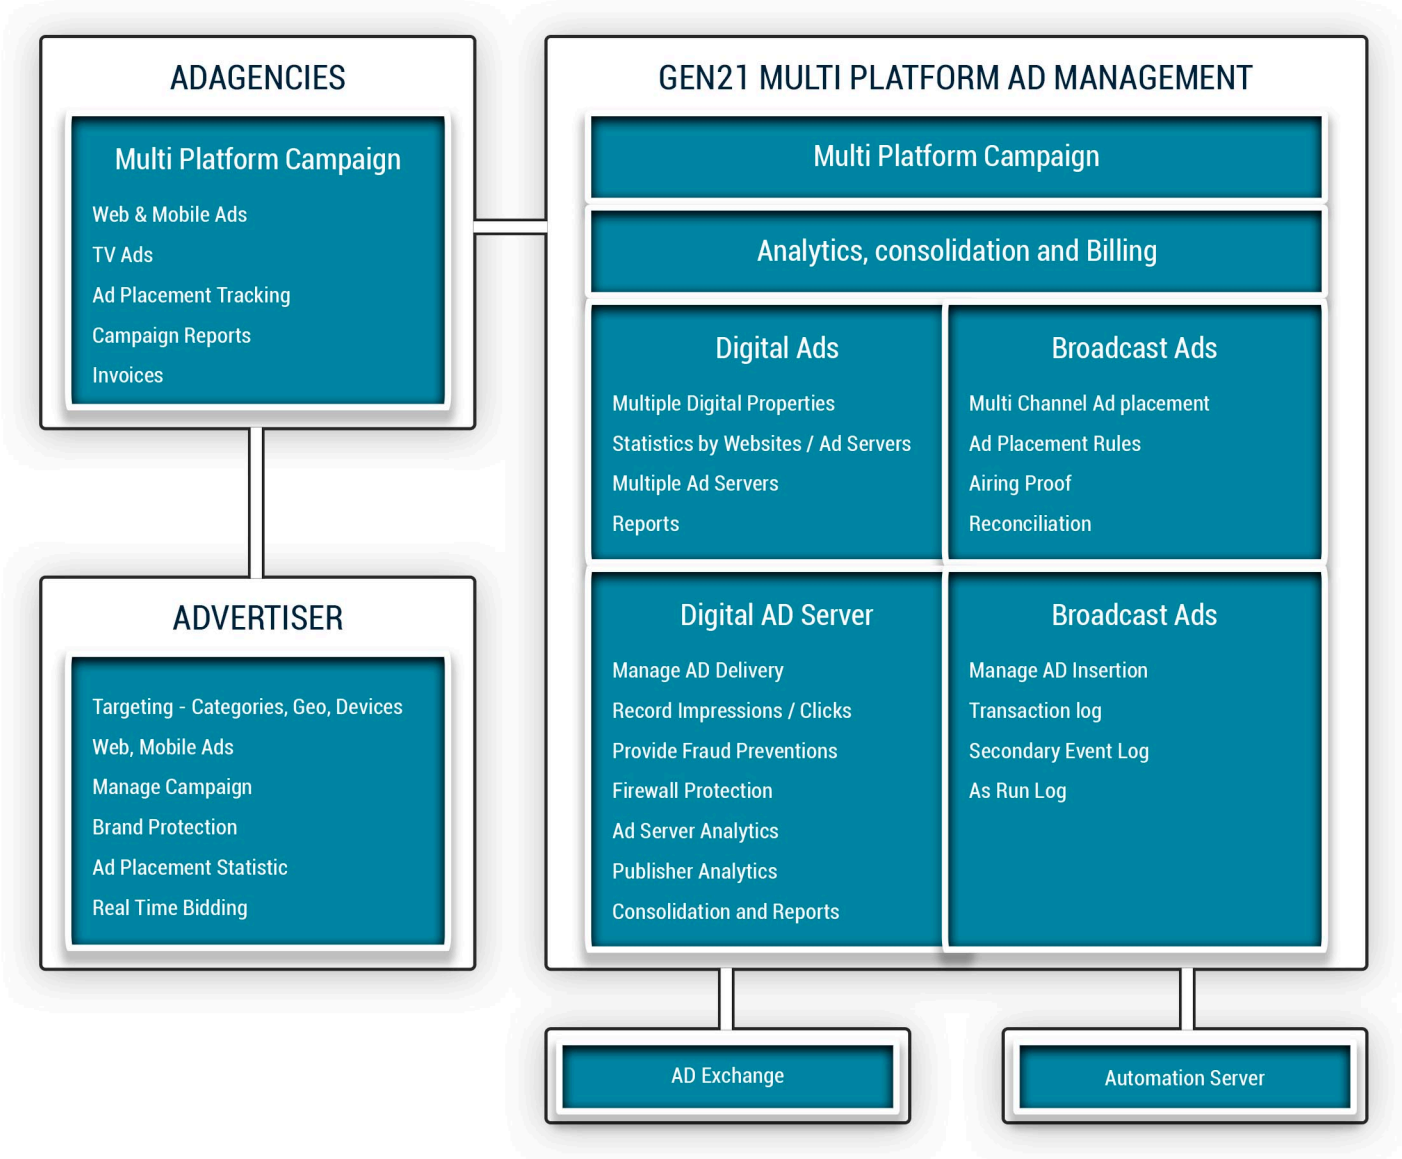 ADAGENCIES
Multi Platform Campaign
Web & Mobile Ads
TV Ads
Ad Placement Tracking
Campaign Reports
Invoices
ADVERTISER
Targeting - Categories, Geo, Devices
Web, Mobile Ads
Manage Campaign
Brand Protection
Ad Placement Statistic
Real Time Bidding
GEN21 MULTI PLATFORM AD MANAGEMENT
Multi Platform Campaign
Analytics, consolidation and Billing
Digital Ads
Multiple Digital Properties
Statistics by Websites / Ad Servers
Multiple Ad Servers
Reports
Broadcast Ads
Multi Channel Ad placement
Ad Placement Rules
Airing Proof
Reconciliation
Digital AD Server
Manage AD Delivery
Record Impressions / Clicks
Provide Fraud Preventions
Firewall Protection
Ad Server Analytics
Publisher Analytics
Consolidation and Reports
Broadcast Ads
Manage AD Insertion
Transaction log
Secondary Event Log
As Run Log
AD Exchange
Automation Server